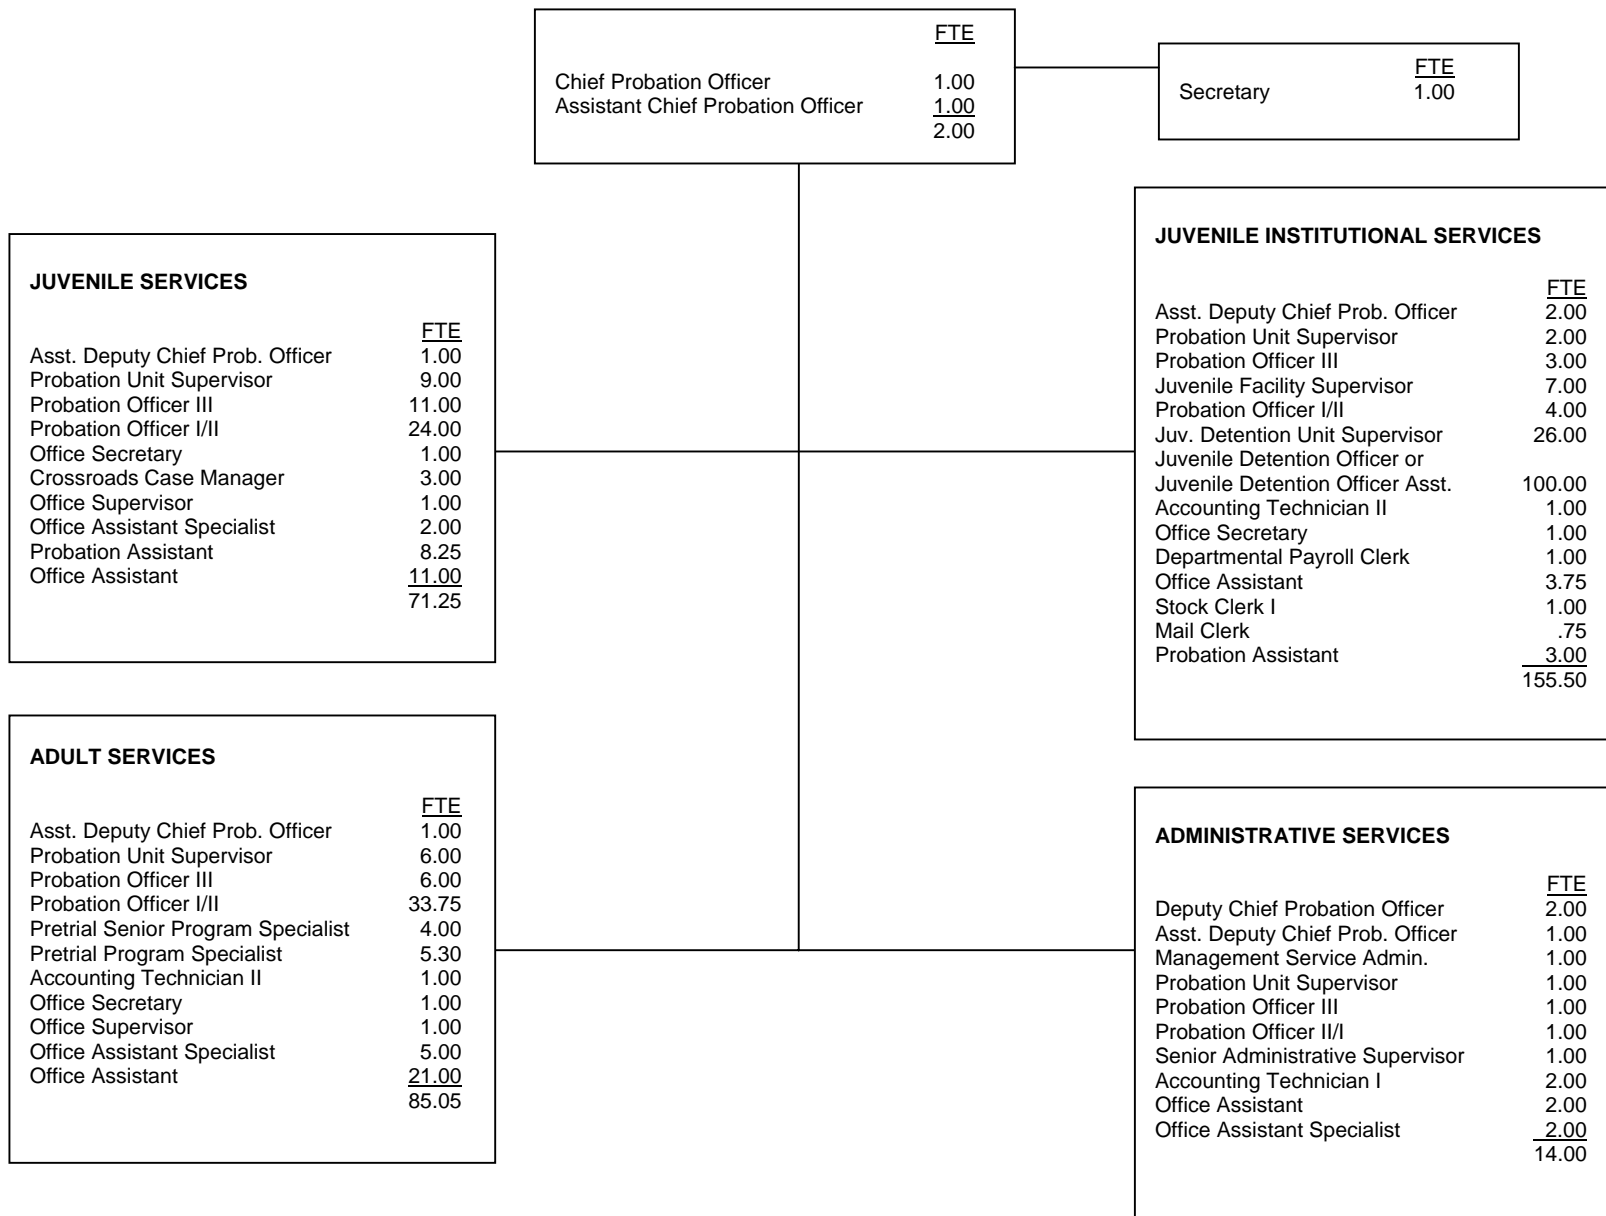 FTE
Chief Probation Officer 1.00
Assistant Chief Probation Officer 1.00
2.00
FTE
Secretary 1.00
JUVENILE SERVICES
FTE
Asst. Deputy Chief Prob. Officer 1.00
Probation Unit Supervisor 9.00
Probation Officer III 11.00
Probation Officer I/II 24.00
Office Secretary 1.00
Crossroads Case Manager 3.00
Office Supervisor 1.00
Office Assistant Specialist 2.00
Probation Assistant 8.25
Office Assistant 11.00
71.25
JUVENILE INSTITUTIONAL SERVICES
FTE
Asst. Deputy Chief Prob. Officer 2.00
Probation Unit Supervisor 2.00
Probation Officer III 3.00
Juvenile Facility Supervisor 7.00
Probation Officer I/II 4.00
Juv. Detention Unit Supervisor 26.00
Juvenile Detention Officer or
Juvenile Detention Officer Asst. 100.00
Accounting Technician II 1.00
Office Secretary 1.00
Departmental Payroll Clerk 1.00
Office Assistant 3.75
Stock Clerk I 1.00
Mail Clerk .75
Probation Assistant 3.00
155.50
ADULT SERVICES
FTE
Asst. Deputy Chief Prob. Officer 1.00
Probation Unit Supervisor 6.00
Probation Officer III 6.00
Probation Officer I/II 33.75
Pretrial Senior Program Specialist 4.00
Pretrial Program Specialist 5.30
Accounting Technician II 1.00
Office Secretary 1.00
Office Supervisor 1.00
Office Assistant Specialist 5.00
Office Assistant 21.00
85.05
ADMINISTRATIVE SERVICES
FTE
Deputy Chief Probation Officer 2.00
Asst. Deputy Chief Prob. Officer 1.00
Management Service Admin. 1.00
Probation Unit Supervisor 1.00
Probation Officer III 1.00
Probation Officer II/I 1.00
Senior Administrative Supervisor 1.00
Accounting Technician I 2.00
Office Assistant 2.00
Office Assistant Specialist 2.00
14.00